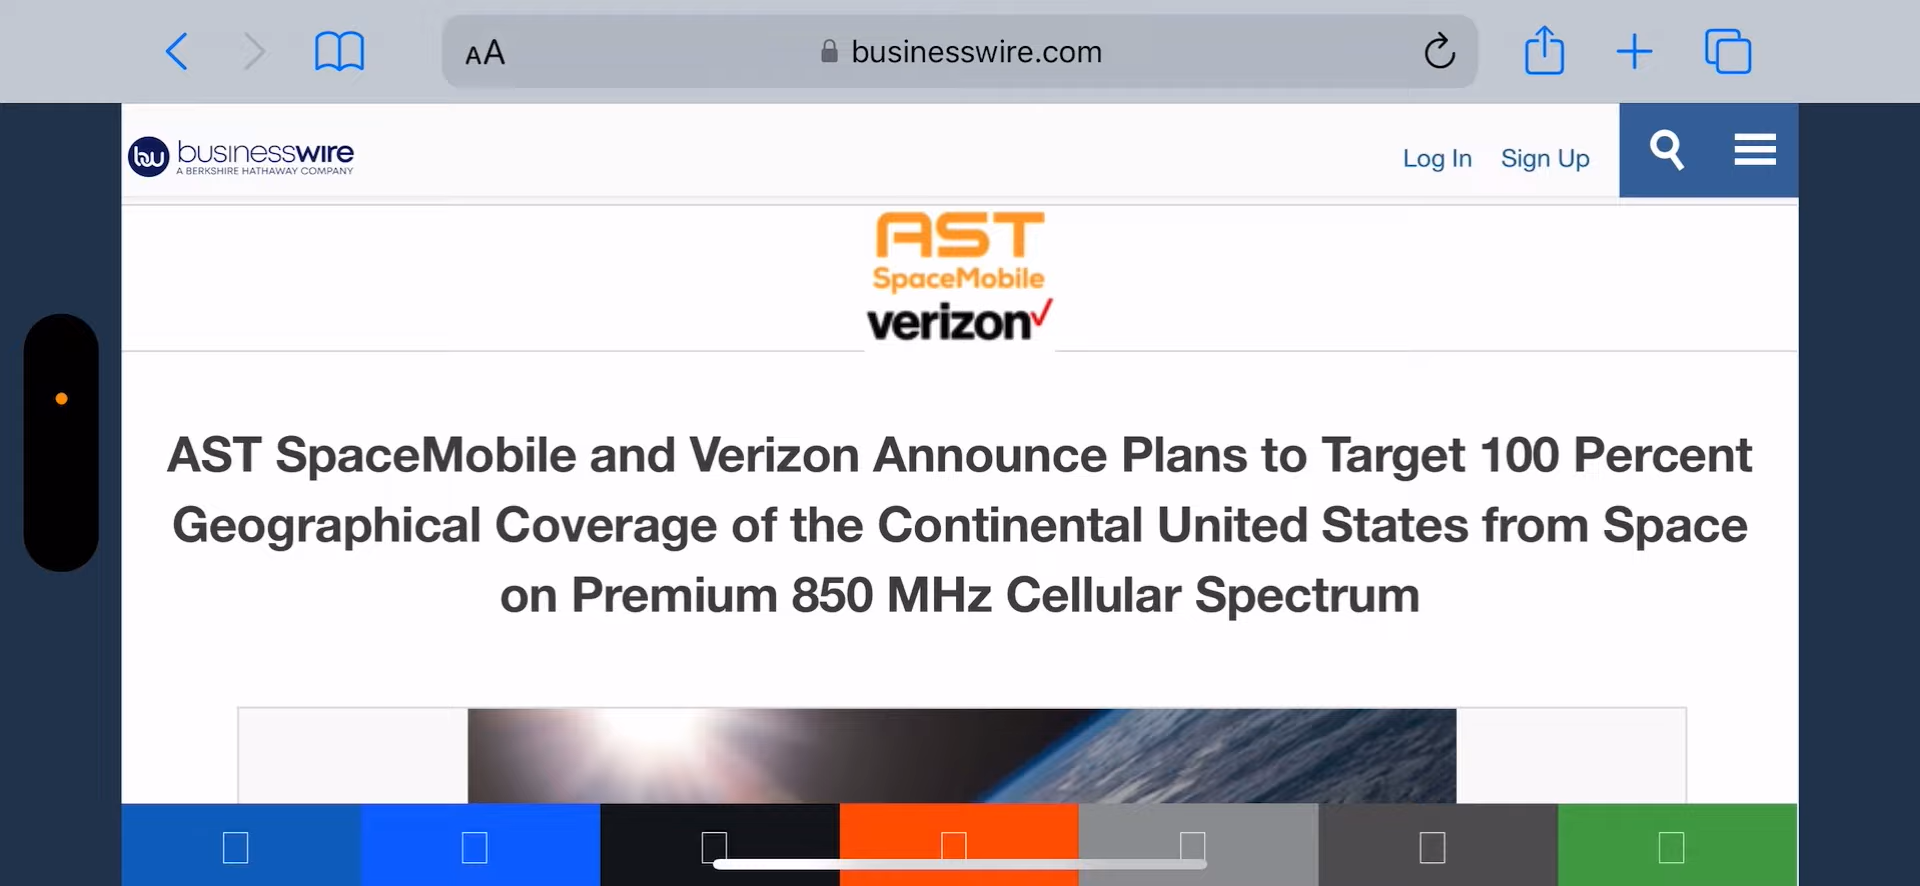 AA
businesswire.com
bw businesswire
A BERKSHIRE HATHAWAY COMPANY
Log In Sign Up
AST
SpaceMobile
verizon
AST SpaceMobile and Verizon Announce Plans to Target 100 Percent
Geographical Coverage of the Continental United States from Space
on Premium 850 MHz Cellular Spectrum